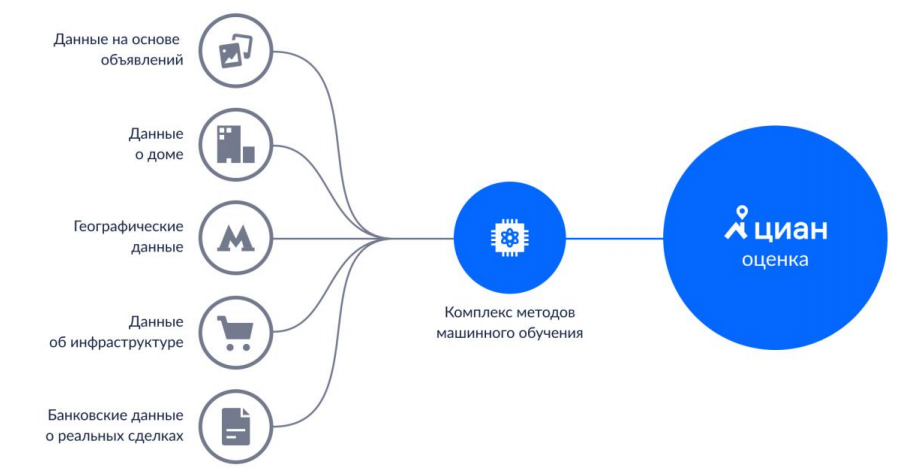 Данные на основе
объявлений
Данные
о доме
Географические
данные
Данные
об инфраструктуре
Банковские данные
о реальных сделках
Комплекс методов
машинного обучения
циан
оценка